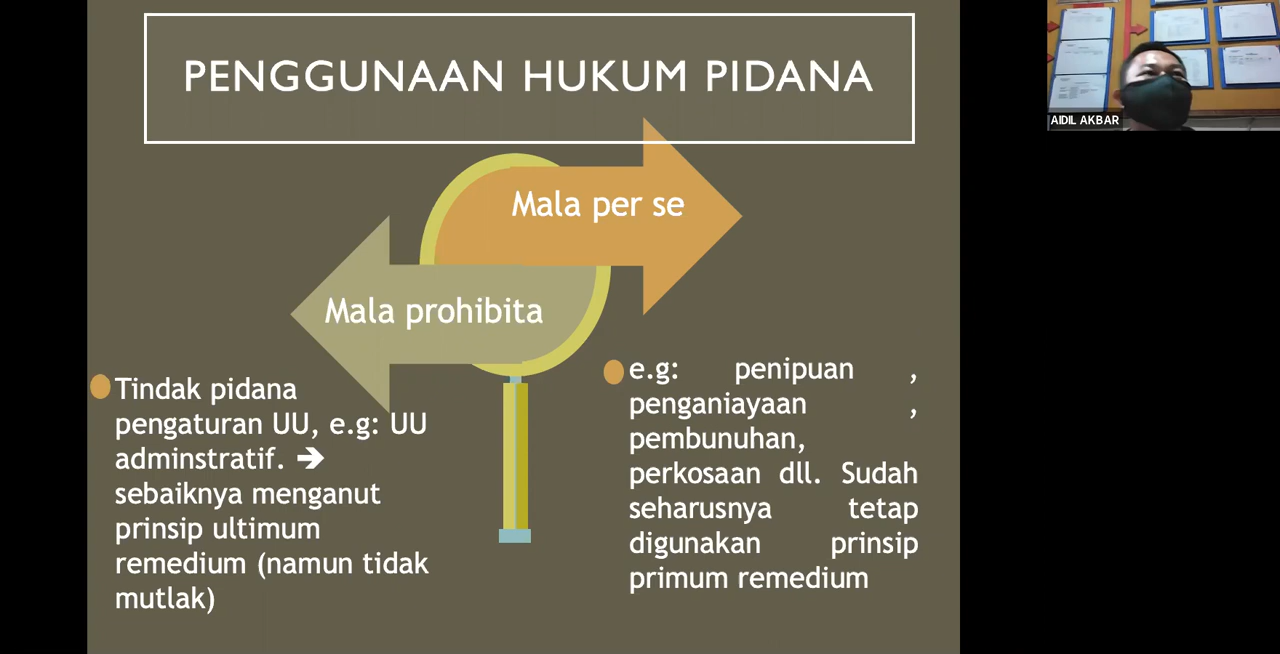 PENGGUNAAN HUKUM PIDANA
AIDIL AKBAR
Mala per se
Mala prohibita
Tindak pidana
pengaturan UU, e.g: UU
adminstratif. ➔
sebaiknya menganut
prinsip ultimum
remedium (namun tidak
mutlak)
e.g: penipuan ,
penganiayaan ,
pembunuhan,
perkosaan dll. Sudah
seharusnya tetap
digunakan prinsip
primum remedium